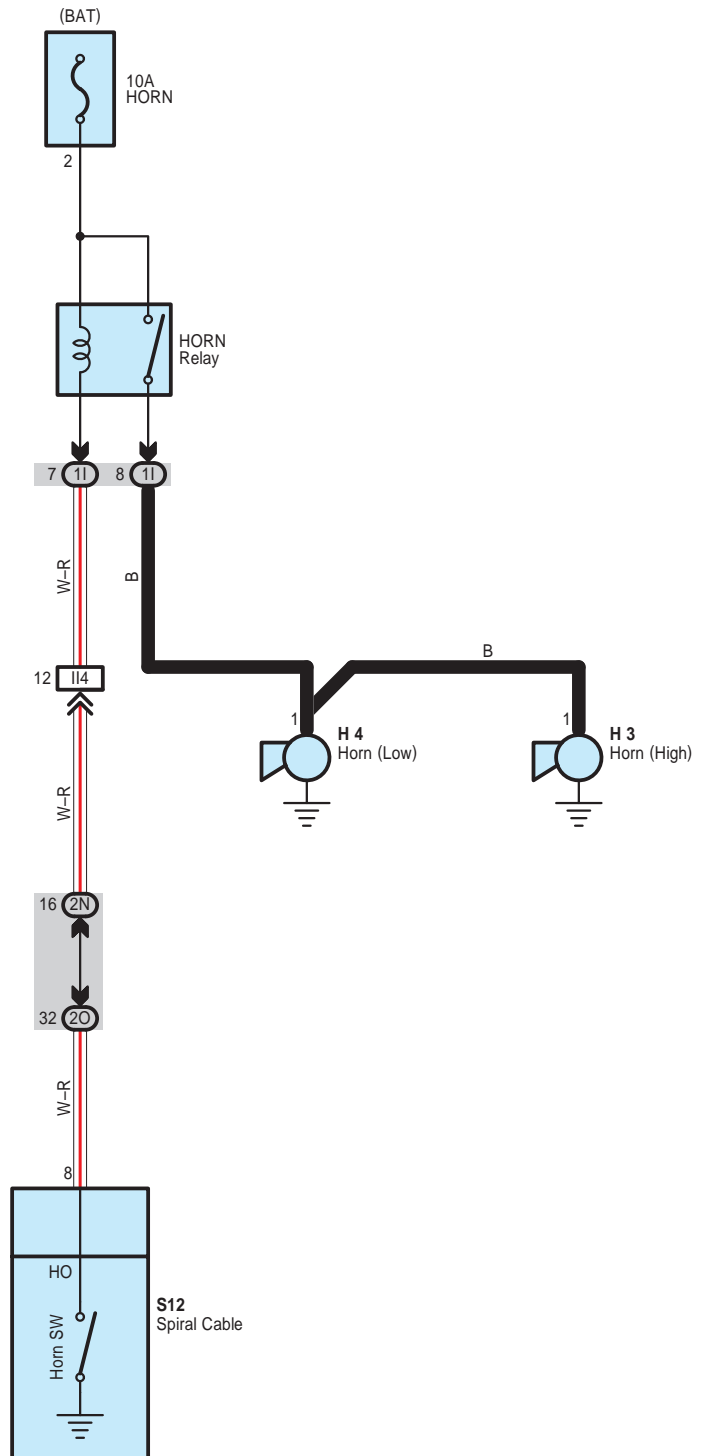 (BAT)
10A
HORN
2
HORN
Relay
7 1I 8 1I
W–R
B
B
12 II4
1
H 4
Horn (Low)
1
H 3
Horn (High)
W–R
16 2N
32 2O
W–R
8
HO
Horn SW
S12
Spiral Cable